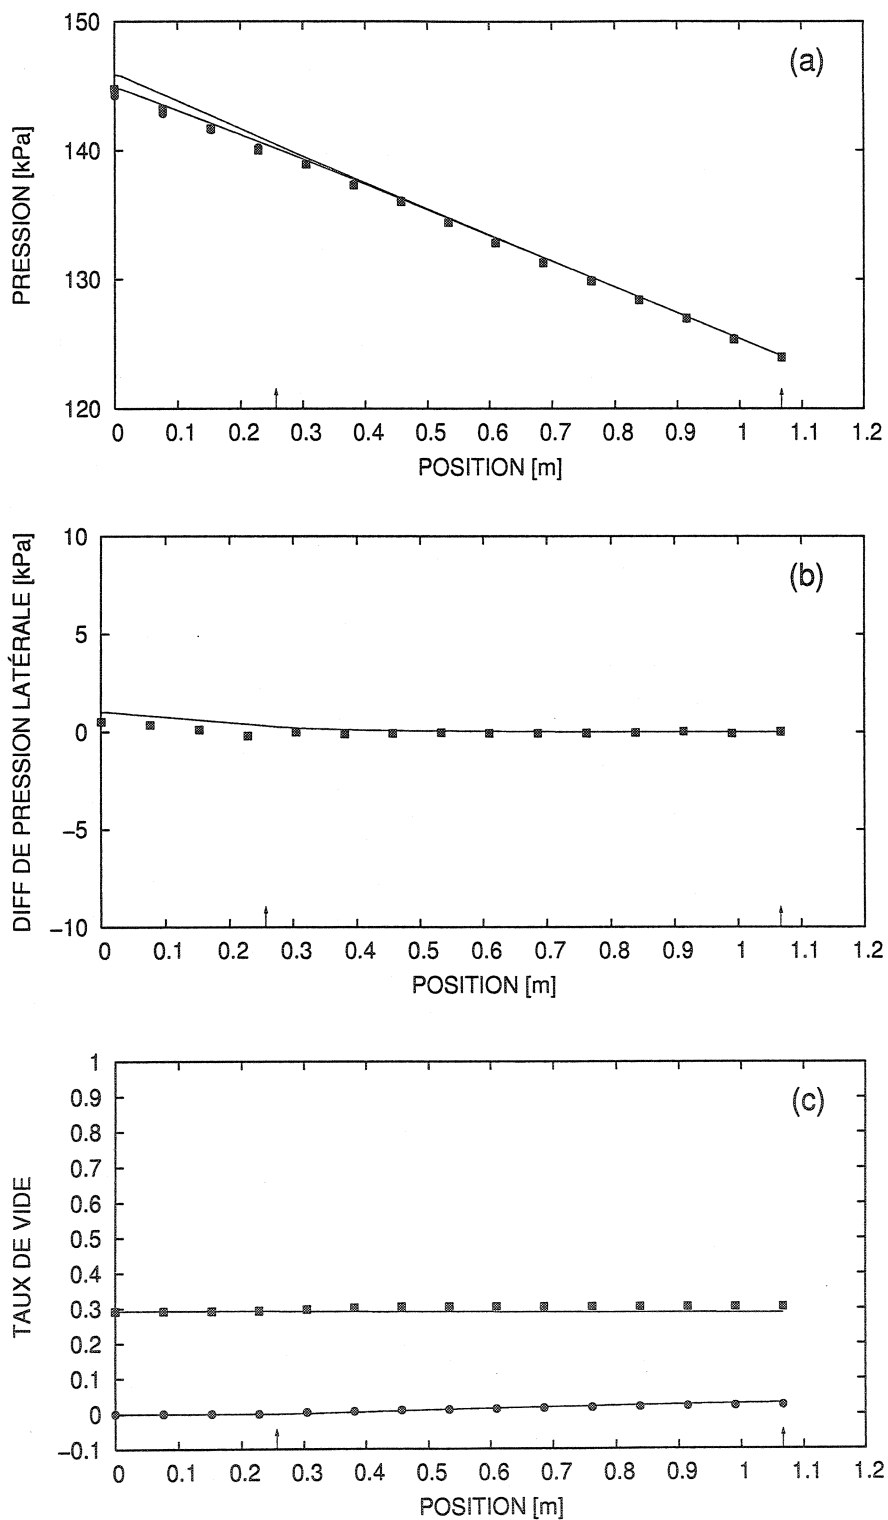 150
(a)
140
PRESSION [kPa]
130
120
0 0.1 0.2 0.3 0.4 0.5 0.6 0.7 0.8 0.9 1 1.1 1.2
POSITION [m]
10
(b)
5
DIFF DE PRESSION LATÉRALE [kPa]
0
−5
−10
0 0.1 0.2 0.3 0.4 0.5 0.6 0.7 0.8 0.9 1 1.1 1.2
POSITION [m]
1
(c)
0.9
0.8
0.7
0.6
TAUX DE VIDE
0.5
0.4
0.3
0.2
0.1
0
−0.1
0 0.1 0.2 0.3 0.4 0.5 0.6 0.7 0.8 0.9 1 1.1 1.2
POSITION [m]